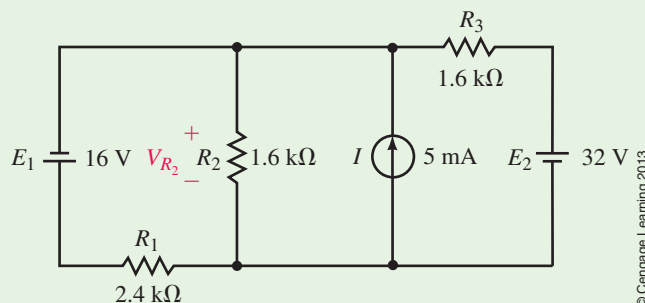 R3
1.6 kΩ
E1 16 V VR2 + − R2 1.6 kΩ I 5 mA E2 32 V
R1
2.4 kΩ
© Cengage Learning 2013